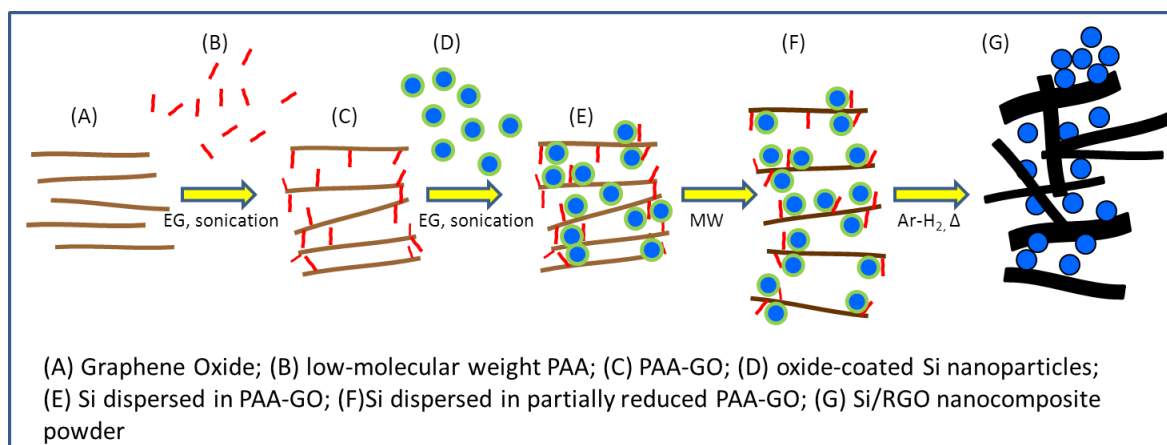 (B)
(D)
(F)
(G)
(A)
(C)
(E)
EG, sonication
EG, sonication
MW
Ar-H₂, Δ
(A) Graphene Oxide; (B) low-molecular weight PAA; (C) PAA-GO; (D) oxide-coated Si nanoparticles;
(E) Si dispersed in PAA-GO; (F)Si dispersed in partially reduced PAA-GO; (G) Si/RGO nanocomposite
powder